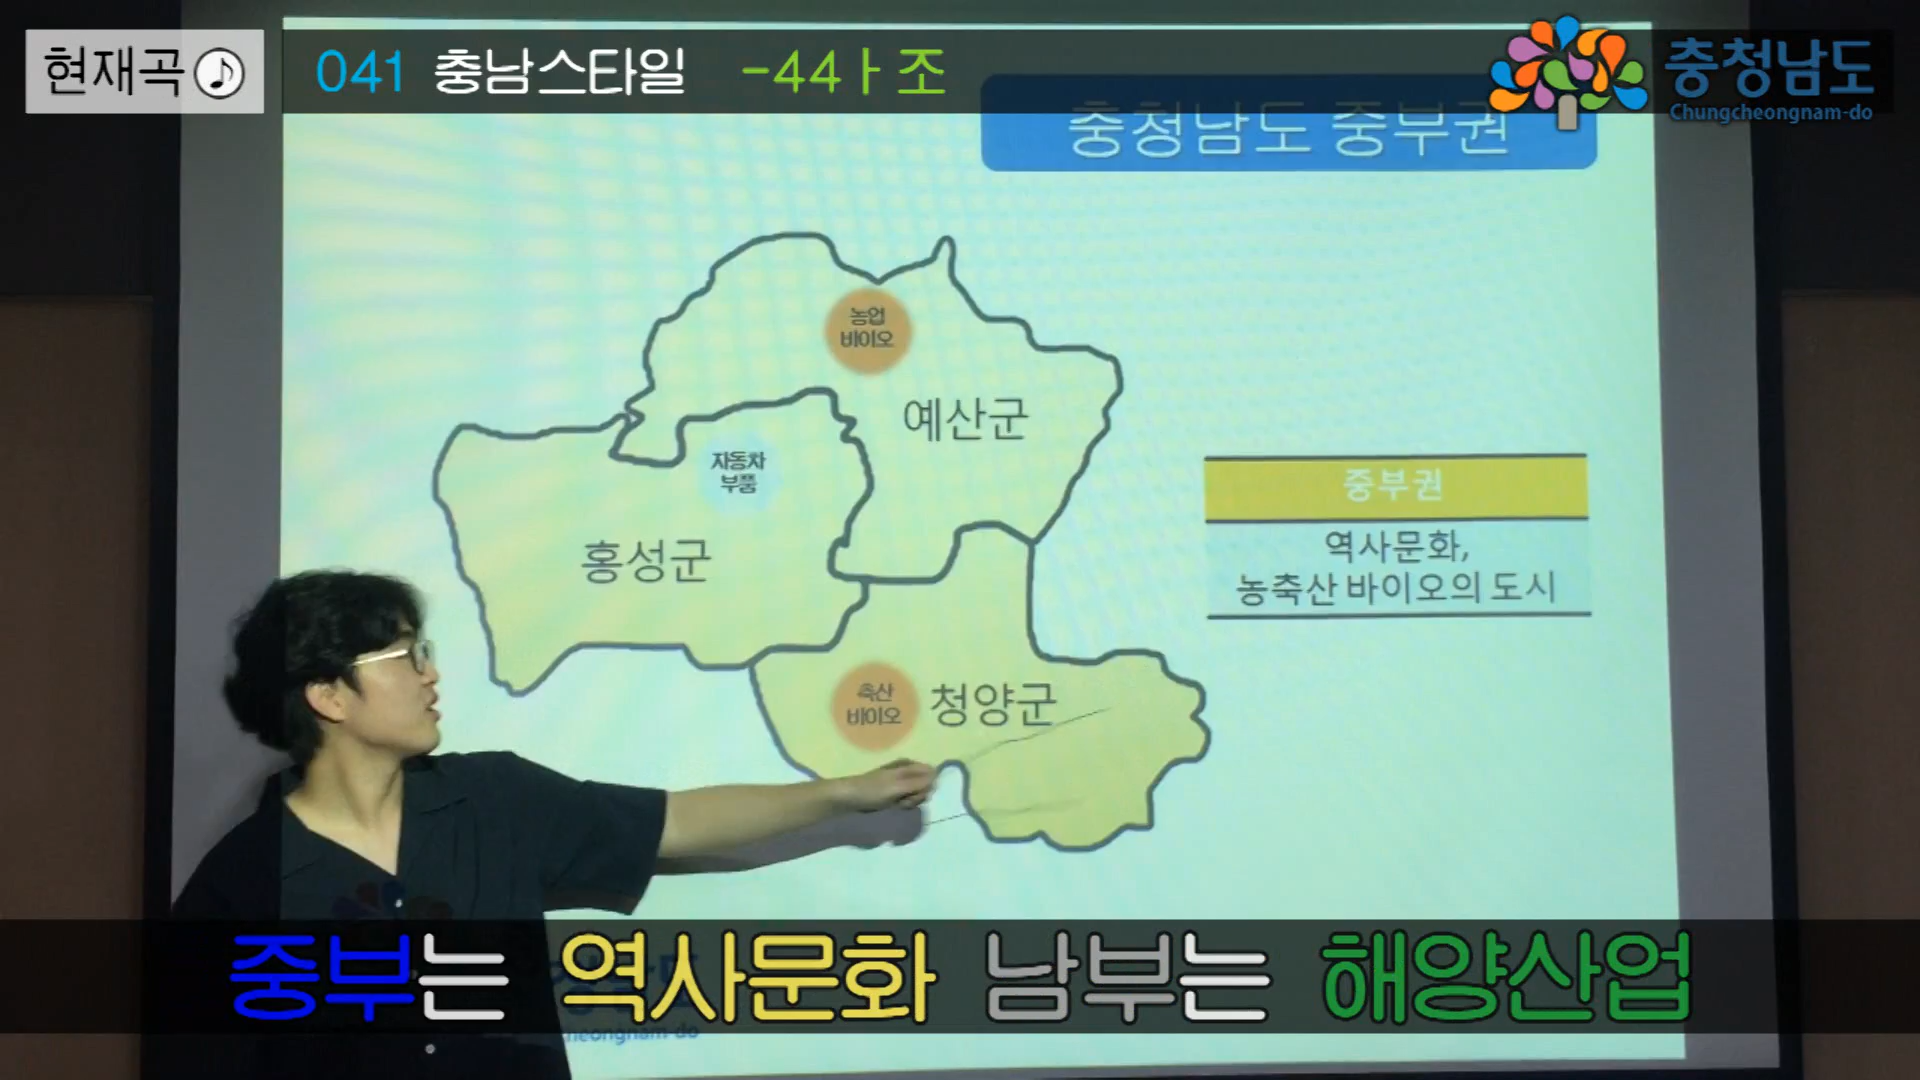 현재곡
041 충남스타일 -44ㅏ조
충청남도
Chungcheongnam-do
충청남도 중부권
농업
바이오
예산군
자동차
부품
홍성군
중부권
역사문화,
농축산 바이오의 도시
축산
바이오
청양군
중부는 역사문화 남부는 해양산업
cheongnam-do